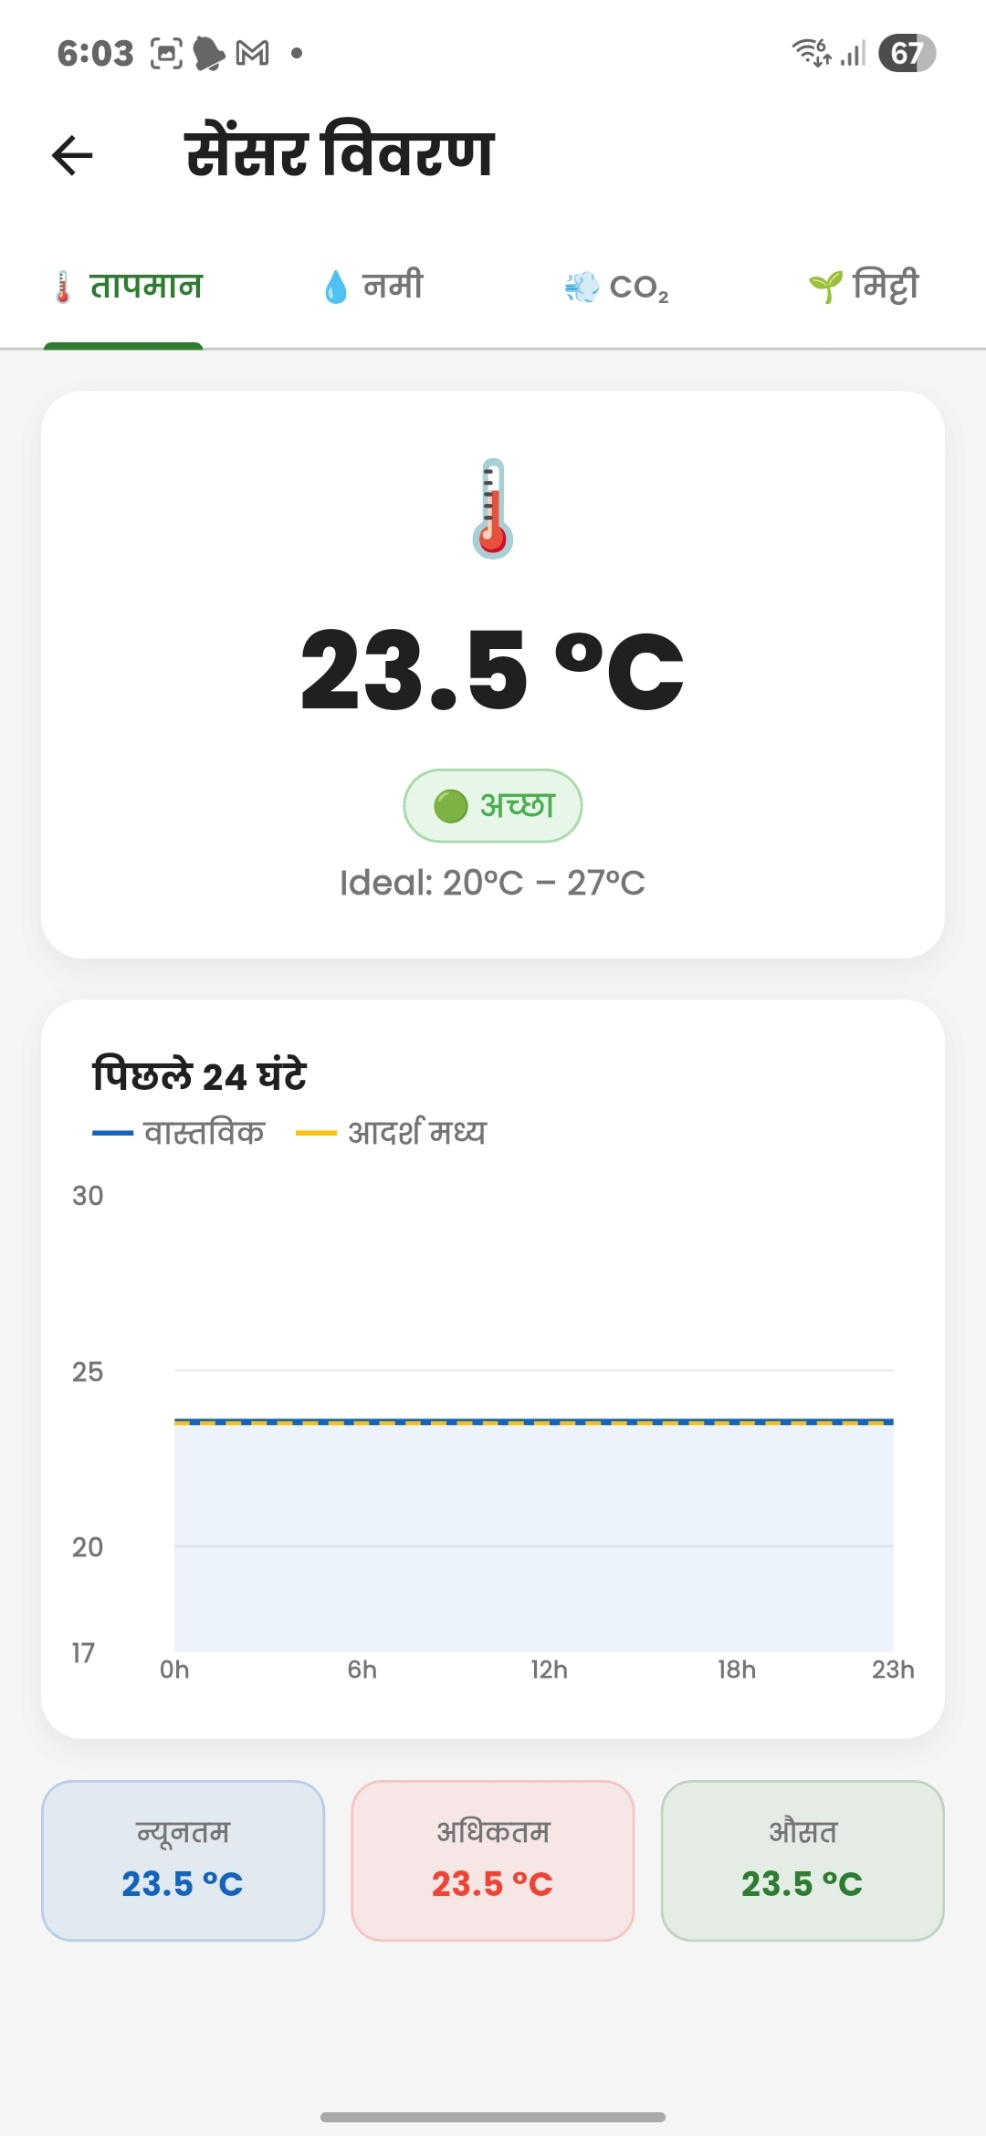 6:03
67
सेंसर विवरण
तापमान
नमी
CO₂
मिट्टी
23.5 °C
अच्छा
Ideal: 20°C – 27°C
पिछले 24 घंटे
वास्तविक
आदर्श मध्य
30
25
20
17
0h 6h 12h 18h 23h
न्यूनतम
23.5 °C
अधिकतम
23.5 °C
औसत
23.5 °C